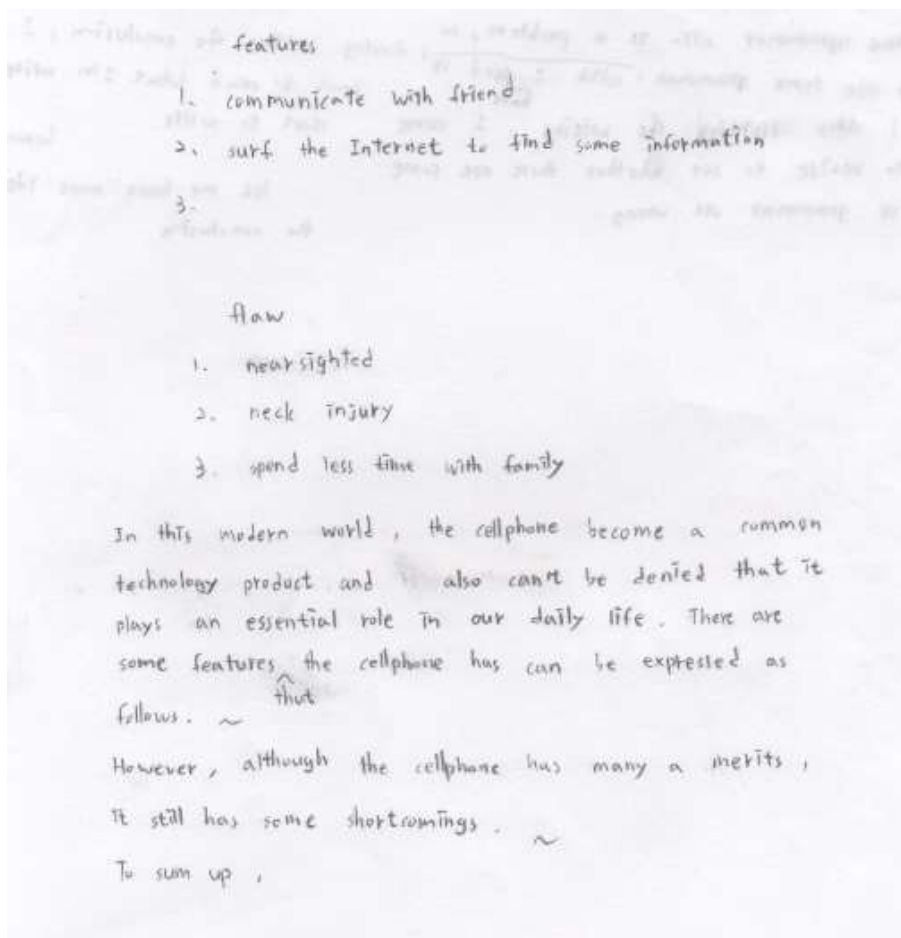 features
1. communicate with friend
2. surf the Internet to find some information
3.
flaw
1. nearsighted
2. neck injury
3. spend less time with family
In this modern world, the cellphone become a common
technology product and also can't be denied that it
plays an essential role in our daily life. There are
some features the cellphone has can be expressed as
that
follows. ~
However, although the cellphone has many a merits,
it still has some shortcomings. ~
To sum up,